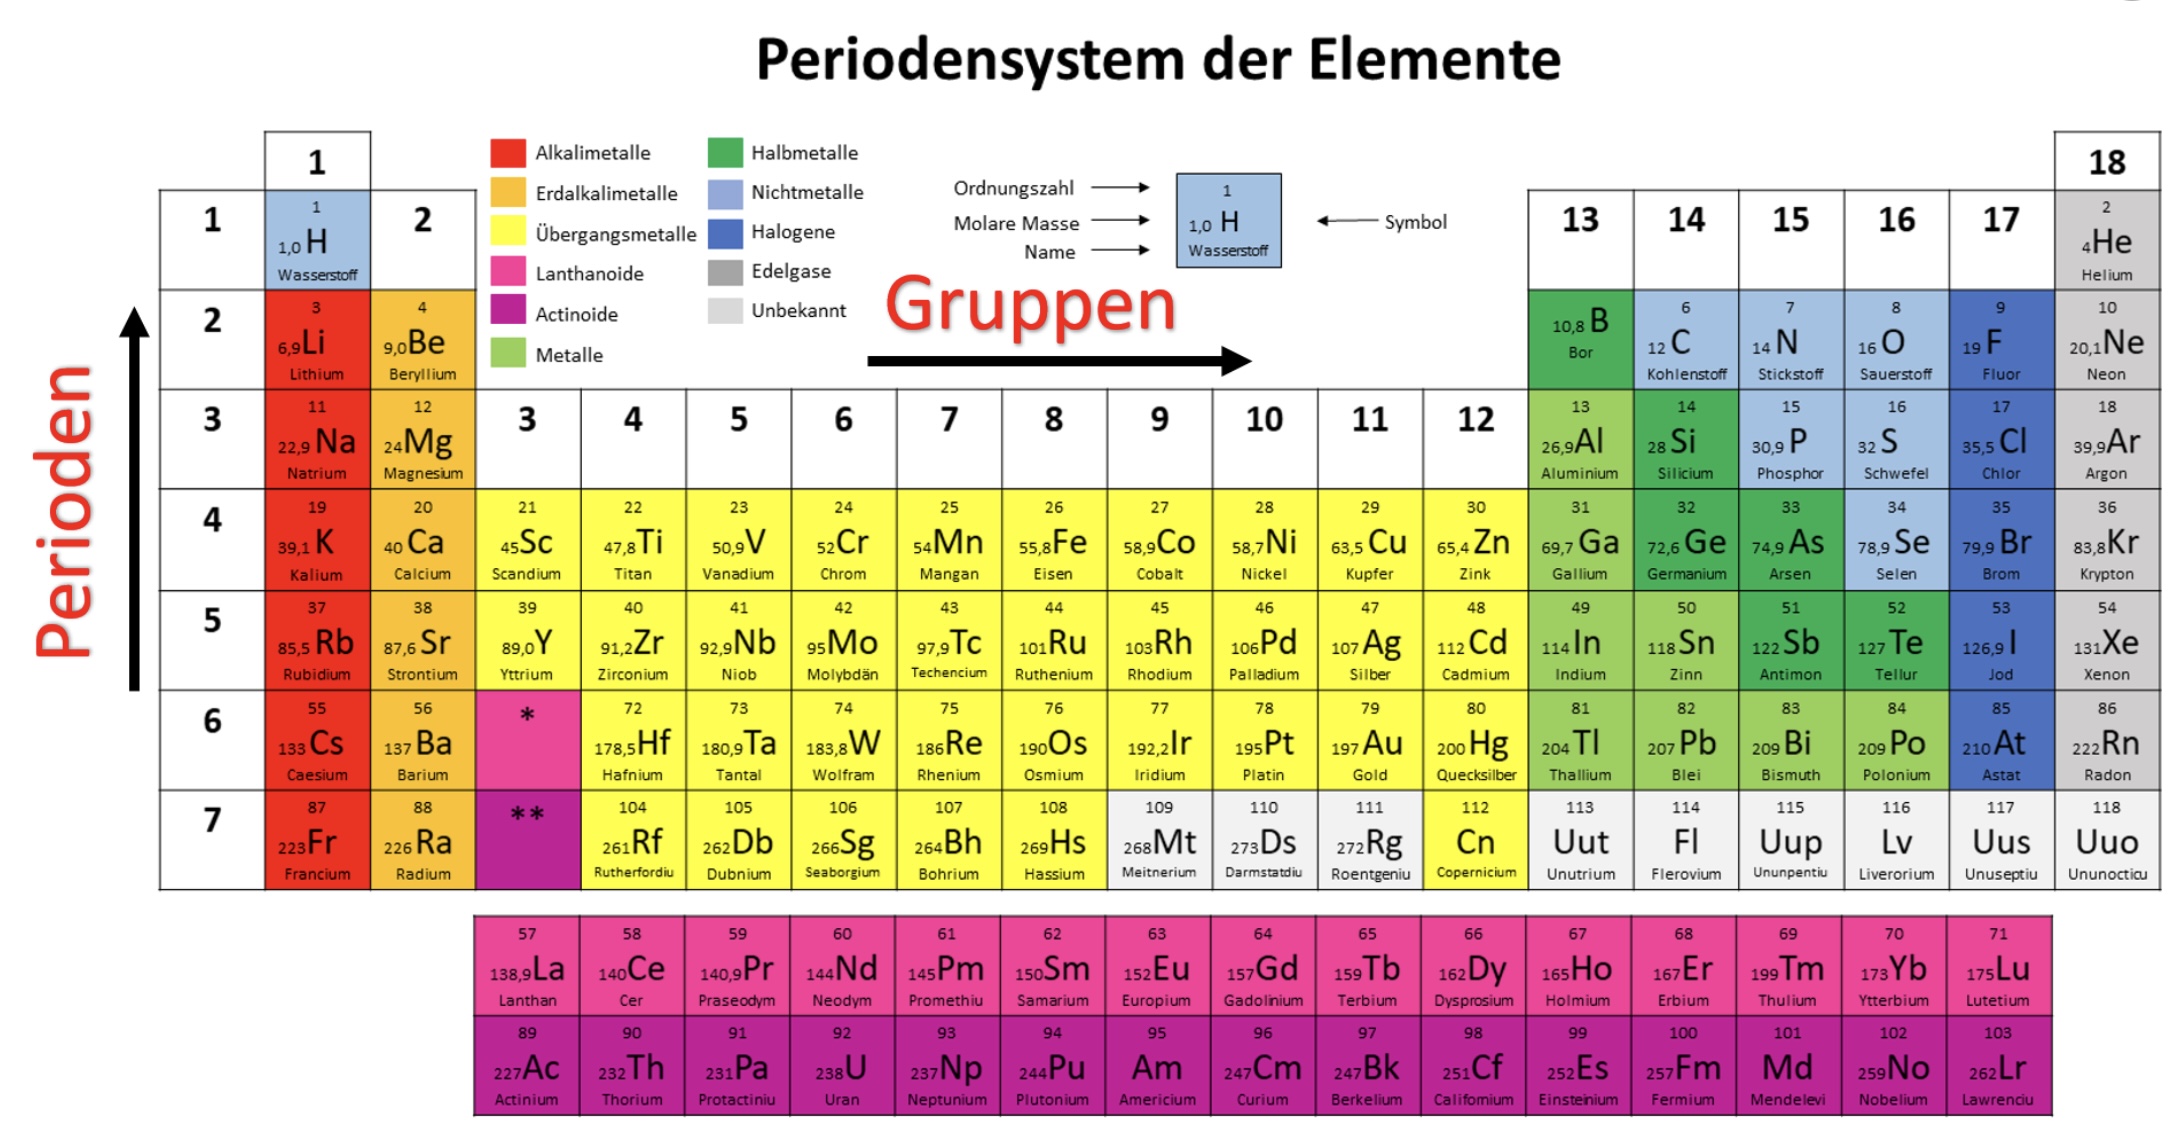 Periodensystem der Elemente
1 18
Alkalimetalle Halbmetalle
Erdalkalimetalle Nichtmetalle
Übergangsmetalle Halogene
Lanthanoide Edelgase
Actinoide Unbekannt
Metalle
Ordnungszahl 1
Molare Masse 1,0 H Symbol
Name Wasserstoff
Gruppen
Perioden
1 1 2 13 14 15 16 17 2
1,0 H 4 He
Wasserstoff Helium
2 3 4 6 7 8 9 10
6,9 Li 9,0 Be 10,8 B 12 C 14 N 16 O 19 F 20,1 Ne
Lithium Beryllium Bor Kohlenstoff Stickstoff Sauerstoff Fluor Neon
3 11 12 3 4 5 6 7 8 9 10 11 12 13 14 15 16 17 18
22,9 Na 24 Mg 26,9 Al 28 Si 30,9 P 32 S 35,5 Cl 39,9 Ar
Natrium Magnesium Aluminium Silicium Phosphor Schwefel Chlor Argon
4 19 20 21 22 23 24 25 26 27 28 29 30 31 32 33 34 35 36
39,1 K 40 Ca 45 Sc 47,8 Ti 50,9 V 52 Cr 54 Mn 55,8 Fe 58,9 Co 58,7 Ni 63,5 Cu 65,4 Zn 69,7 Ga 72,6 Ge 74,9 As 78,9 Se 79,9 Br 83,8 Kr
Kalium Calcium Scandium Titan Vanadium Chrom Mangan Eisen Cobalt Nickel Kupfer Zink Gallium Germanium Arsen Selen Brom Krypton
5 37 38 39 40 41 42 43 44 45 46 47 48 49 50 51 52 53 54
85,5 Rb 87,6 Sr 89,0 Y 91,2 Zr 92,9 Nb 95 Mo 97,9 Tc 101 Ru 103 Rh 106 Pd 107 Ag 112 Cd 114 In 118 Sn 122 Sb 127 Te 126,9 I 131 Xe
Rubidium Strontium Yttrium Zirconium Niob Molybdän Techencium Ruthenium Rhodium Palladium Silber Cadmium Indium Zinn Antimon Tellur Jod Xenon
6 55 56 * 72 73 74 75 76 77 78 79 80 81 82 83 84 85 86
133 Cs 137 Ba 178,5 Hf 180,9 Ta 183,8 W 186 Re 190 Os 192,2 Ir 195 Pt 197 Au 200 Hg 204 Tl 207 Pb 209 Bi 209 Po 210 At 222 Rn
Caesium Barium Hafnium Tantal Wolfram Rhenium Osmium Iridium Platin Gold Quecksilber Thallium Blei Bismuth Polonium Astat Radon
7 87 88 ** 104 105 106 107 108 109 110 111 112 113 114 115 116 117 118
223 Fr 226 Ra 261 Rf 262 Db 266 Sg 264 Bh 269 Hs 268 Mt 273 Ds 272 Rg Cn Uut Fl Uup Lv Uus Uuo
Francium Radium Rutherfordiu Dubnium Seaborgium Bohrium Hassium Meitnerium Darmstatdiu Roentgeniu Copernicium Unutrium Flerovium Ununpentiu Liverorium Unuseptiu Ununocticu
57 58 59 60 61 62 63 64 65 66 67 68 69 70 71
138,9 La 140 Ce 140,9 Pr 144 Nd 145 Pm 150 Sm 152 Eu 157 Gd 159 Tb 162 Dy 165 Ho 167 Er 199 Tm 173 Yb 175 Lu
Lanthan Cer Praseodym Neodym Promethiu Samarium Europium Gadolinium Terbium Dysprosium Holmium Erbium Thulium Ytterbium Lutetium
89 90 91 92 93 94 95 96 97 98 99 100 101 102 103
227 Ac 232 Th 231 Pa 238 U 237 Np 244 Pu Am 247 Cm 247 Bk 251 Cf 252 Es 257 Fm Md 259 No 262 Lr
Actinium Thorium Protactiniu Uran Neptunium Plutonium Americium Curium Berkelium Californium Einsteinium Fermium Mendelevi Nobelium Lawrenciu